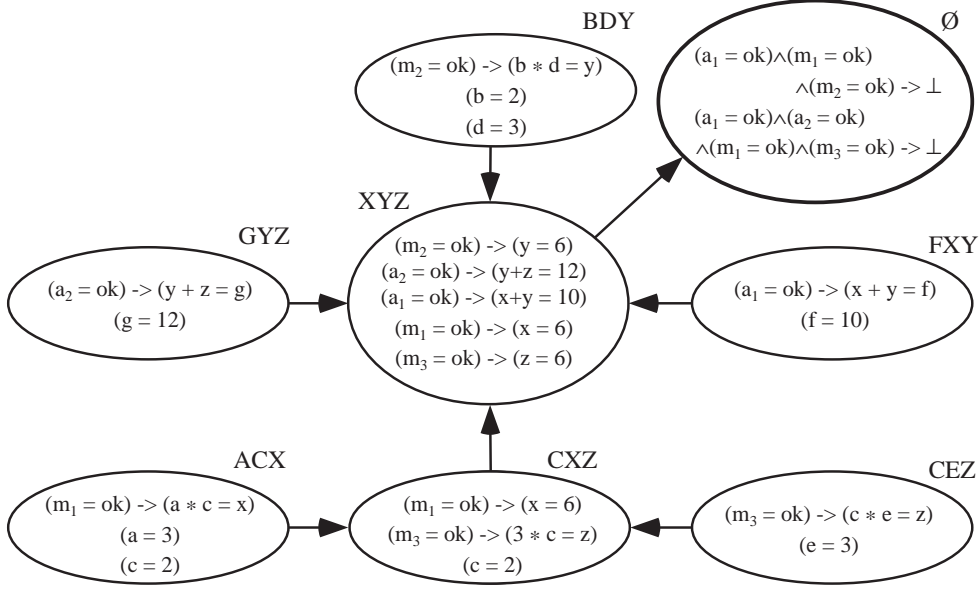 BDY
(m₂ = ok) -> (b * d = y)
(b = 2)
(d = 3)
Ø
(a₁ = ok)∧(m₁ = ok)
∧(m₂ = ok) -> ⊥
(a₁ = ok)∧(a₂ = ok)
∧(m₁ = ok)∧(m₃ = ok) -> ⊥
XYZ
(m₂ = ok) -> (y = 6)
(a₂ = ok) -> (y+z = 12)
(a₁ = ok) -> (x+y = 10)
(m₁ = ok) -> (x = 6)
(m₃ = ok) -> (z = 6)
GYZ
(a₂ = ok) -> (y + z = g)
(g = 12)
FXY
(a₁ = ok) -> (x + y = f)
(f = 10)
ACX
(m₁ = ok) -> (a * c = x)
(a = 3)
(c = 2)
CXZ
(m₁ = ok) -> (x = 6)
(m₃ = ok) -> (3 * c = z)
(c = 2)
CEZ
(m₃ = ok) -> (c * e = z)
(e = 3)